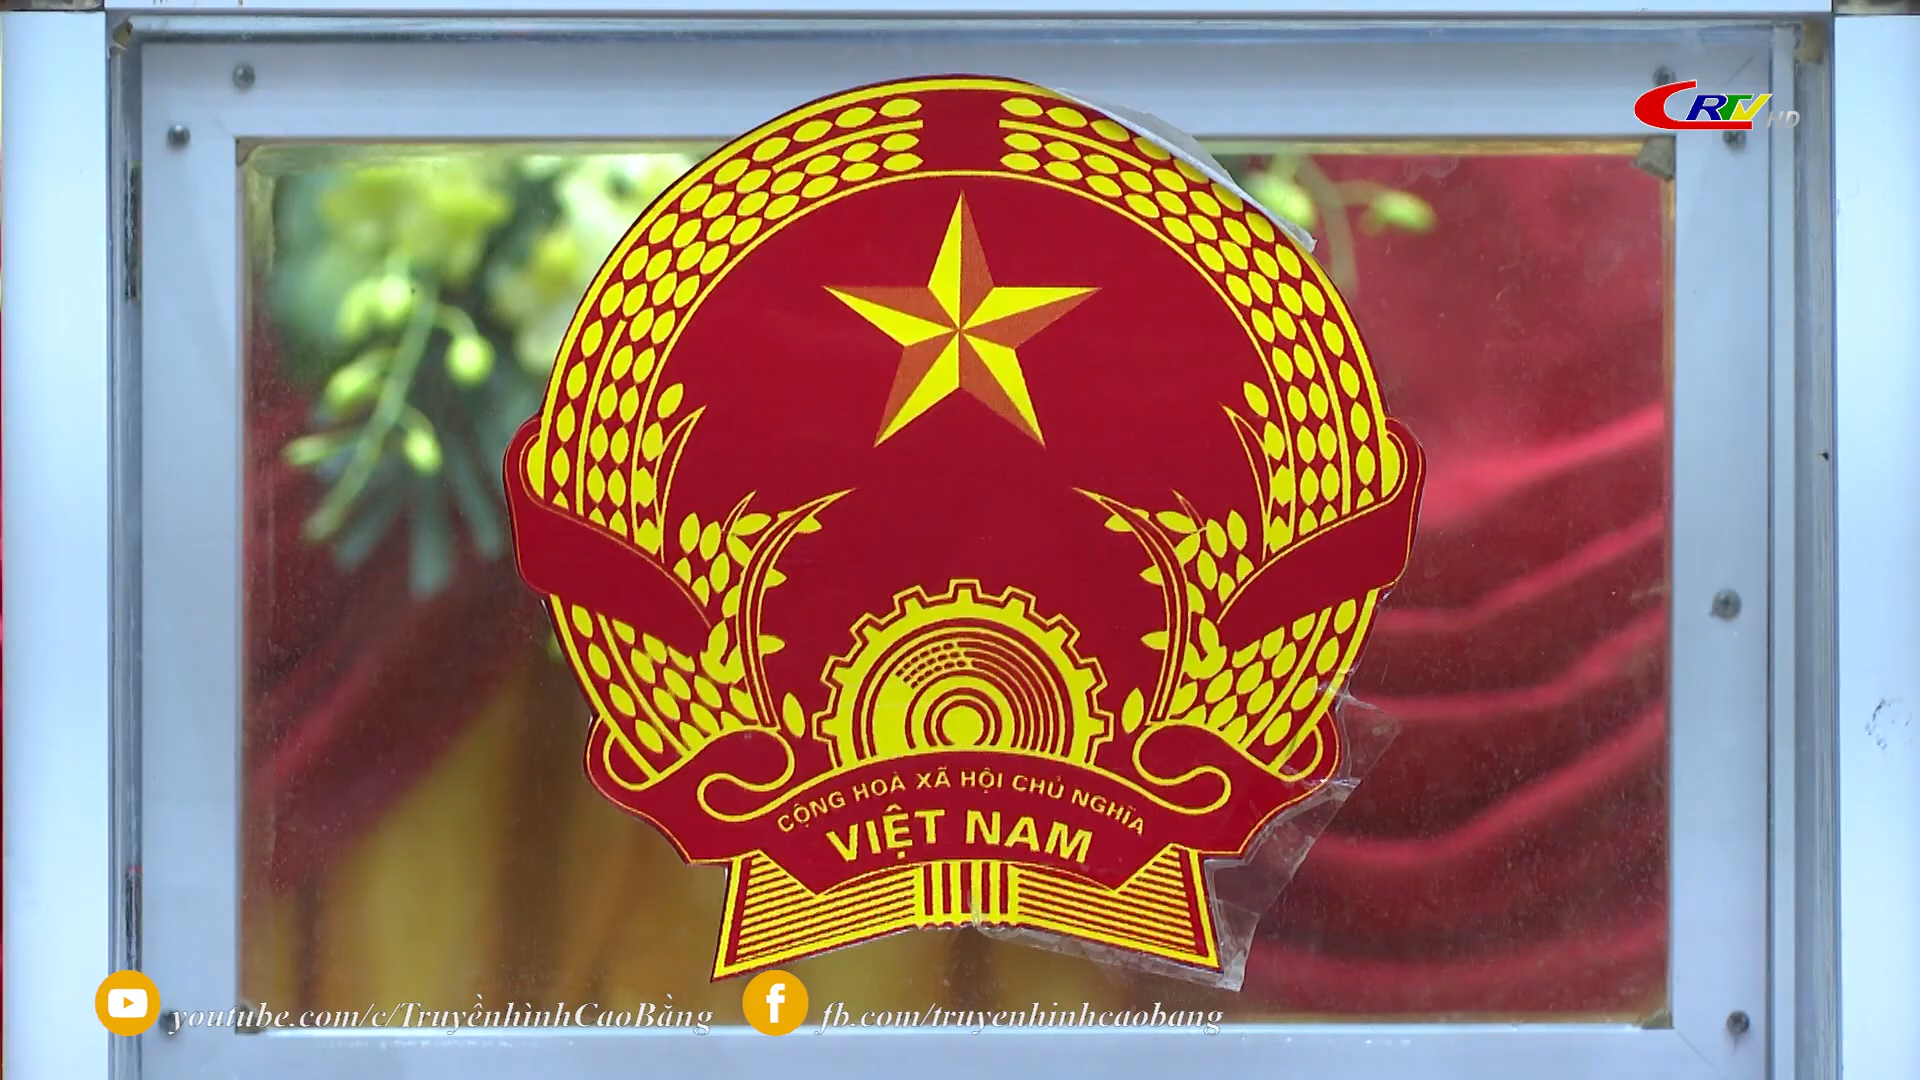 CRTV HD
CỘNG HOÀ XÃ HỘI CHỦ NGHĨA
VIỆT NAM
youtube.com/c/TruyềnhìnhCaoBằng
fb.com/truyenhinhcaobang